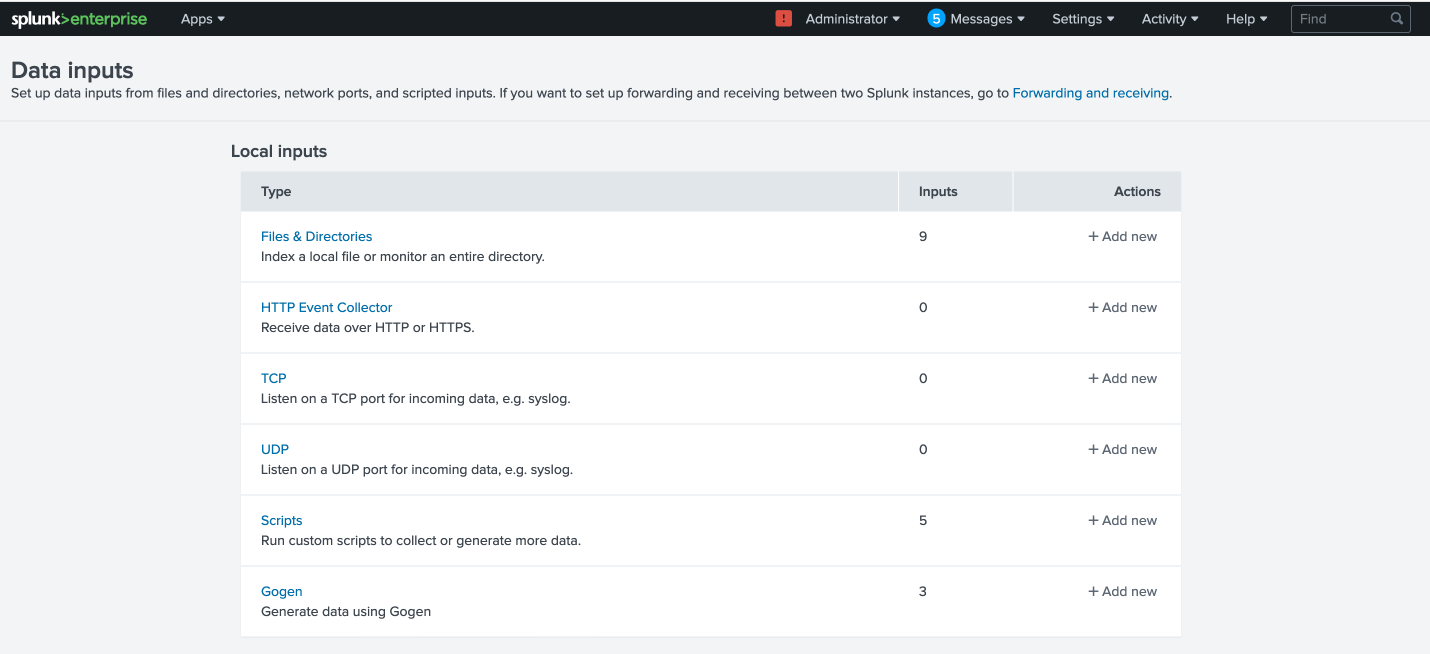 splunk>enterprise Apps ! Administrator 5 Messages Settings Activity Help Find
Data inputs
Set up data inputs from files and directories, network ports, and scripted inputs. If you want to set up forwarding and receiving between two Splunk instances, go to Forwarding and receiving.
Local inputs
Type Inputs Actions
Files & Directories 9 + Add new
Index a local file or monitor an entire directory.
HTTP Event Collector 0 + Add new
Receive data over HTTP or HTTPS.
TCP 0 + Add new
Listen on a TCP port for incoming data, e.g. syslog.
UDP 0 + Add new
Listen on a UDP port for incoming data, e.g. syslog.
Scripts 5 + Add new
Run custom scripts to collect or generate more data.
Gogen 3 + Add new
Generate data using Gogen